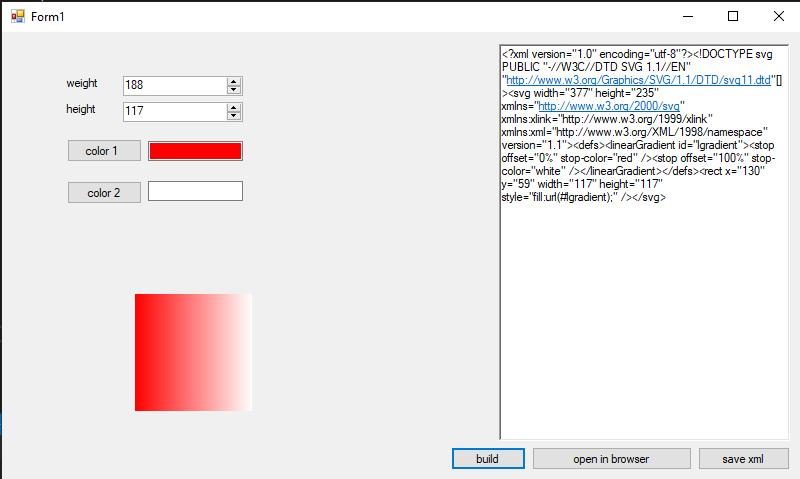 Form1
weight
188
height
117
color 1
color 2
<?xml version="1.0" encoding="utf-8"?><!DOCTYPE svg
PUBLIC "-//W3C//DTD SVG 1.1//EN"
"http://www.w3.org/Graphics/SVG/1.1/DTD/svg11.dtd"[]
><svg width="377" height="235"
xmlns="http://www.w3.org/2000/svg"
xmlns:xlink="http://www.w3.org/1999/xlink"
xmlns:xml="http://www.w3.org/XML/1998/namespace"
version="1.1"><defs><linearGradient id="lgradient"><stop
offset="0%" stop-color="red" /><stop offset="100%" stop-
color="white" /></linearGradient></defs><rect x="130"
y="59" width="117" height="117"
style="fill:url(#lgradient);" /></svg>
build
open in browser
save xml